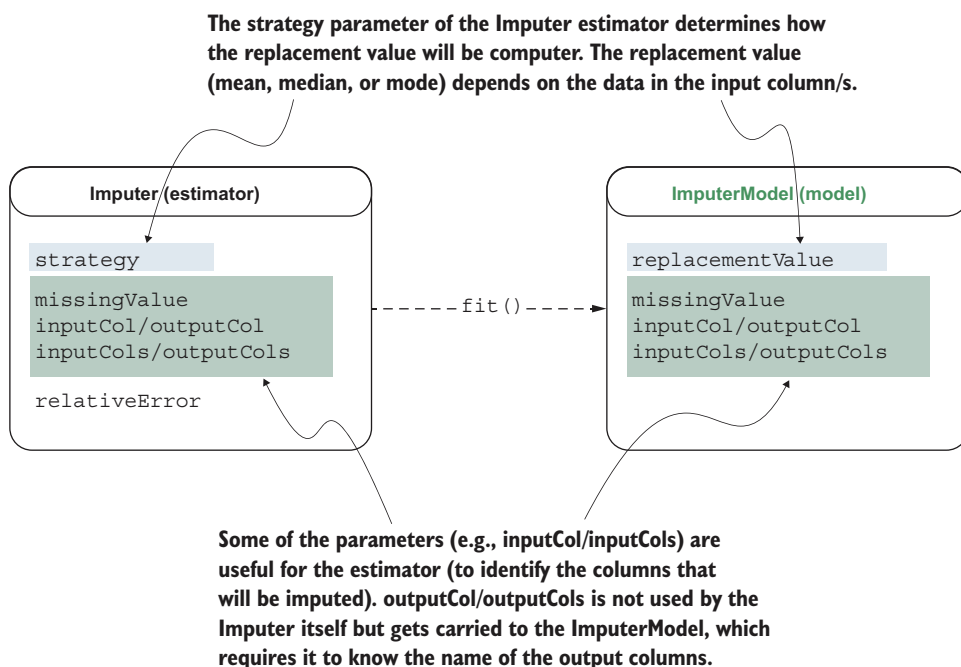 The strategy parameter of the Imputer estimator determines how
the replacement value will be computer. The replacement value
(mean, median, or mode) depends on the data in the input column/s.
Imputer (estimator)
strategy
missingValue
inputCol/outputCol
inputCols/outputCols
relativeError
fit()
ImputerModel (model)
replacementValue
missingValue
inputCol/outputCol
inputCols/outputCols
Some of the parameters (e.g., inputCol/inputCols) are
useful for the estimator (to identify the columns that
will be imputed). outputCol/outputCols is not used by the
Imputer itself but gets carried to the ImputerModel, which
requires it to know the name of the output columns.